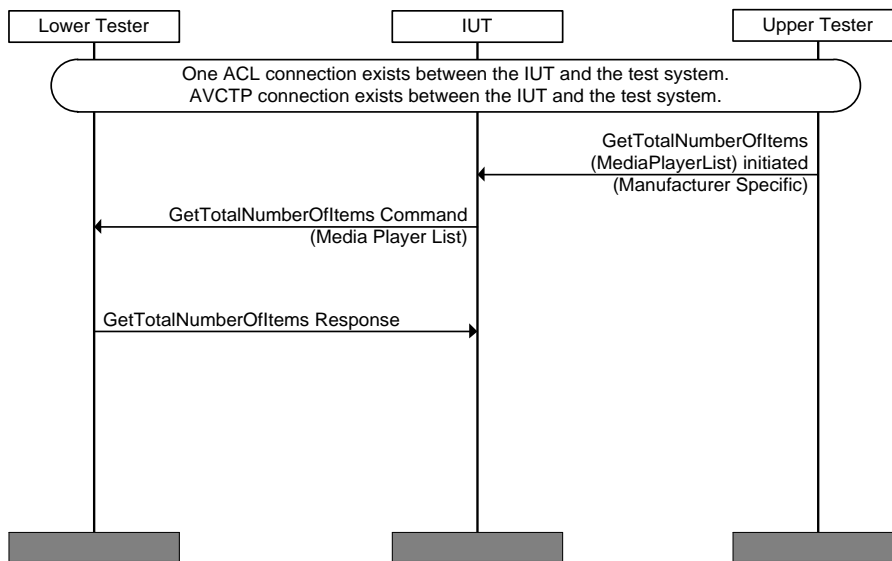 Lower Tester
IUT
Upper Tester
One ACL connection exists between the IUT and the test system.
AVCTP connection exists between the IUT and the test system.
GetTotalNumberOfItems
(MediaPlayerList) initiated
(Manufacturer Specific)
GetTotalNumberOfItems Command
(Media Player List)
GetTotalNumberOfItems Response